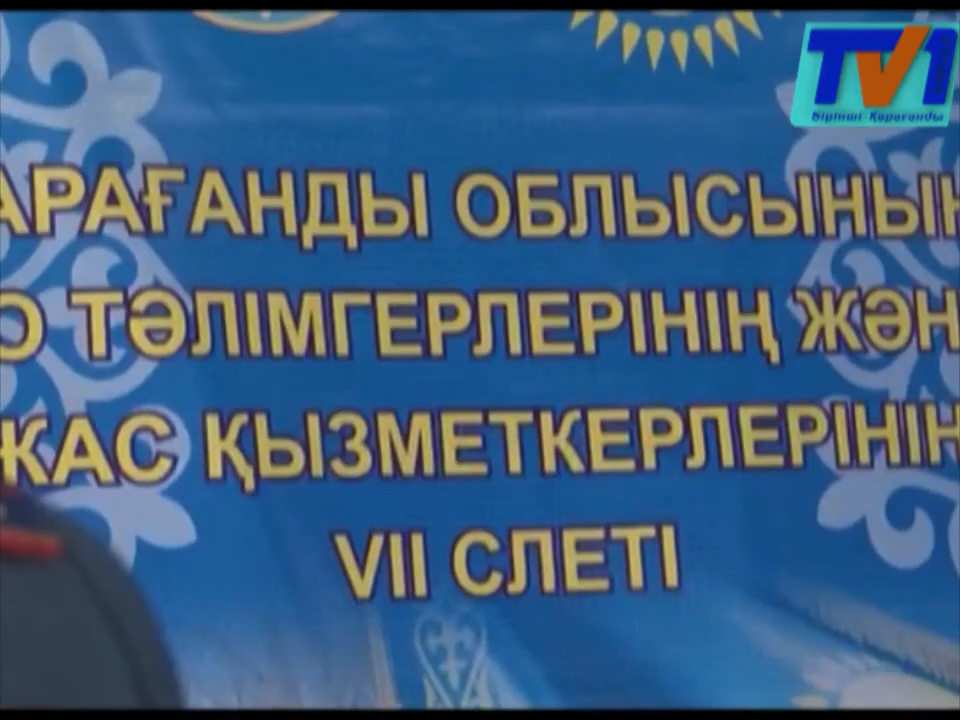 TV1
Бірінші Қарағанды
АРАҒАНДЫ ОБЛЫСЫНЫҢ
О ТӘЛІМГЕРЛЕРІНІҢ ЖӘН
ЖАС ҚЫЗМЕТКЕРЛЕРІНІҢ
VII СЛЕТІ